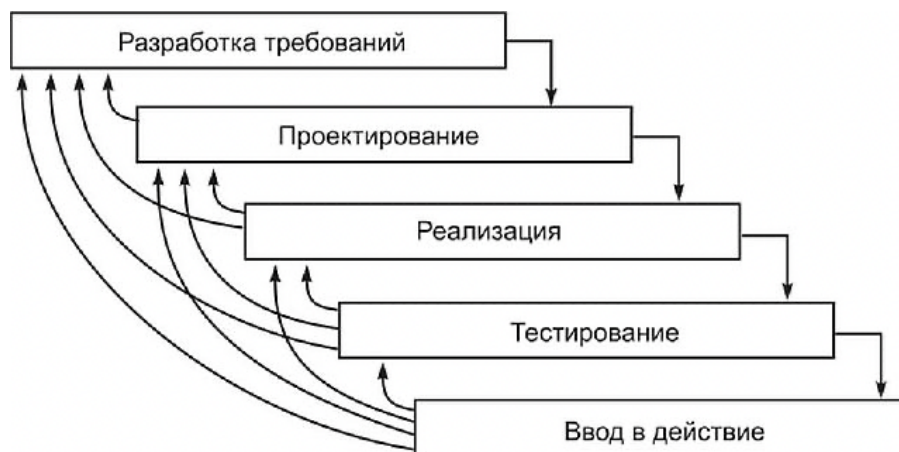 Разработка требований
Проектирование
Реализация
Тестирование
Ввод в действие